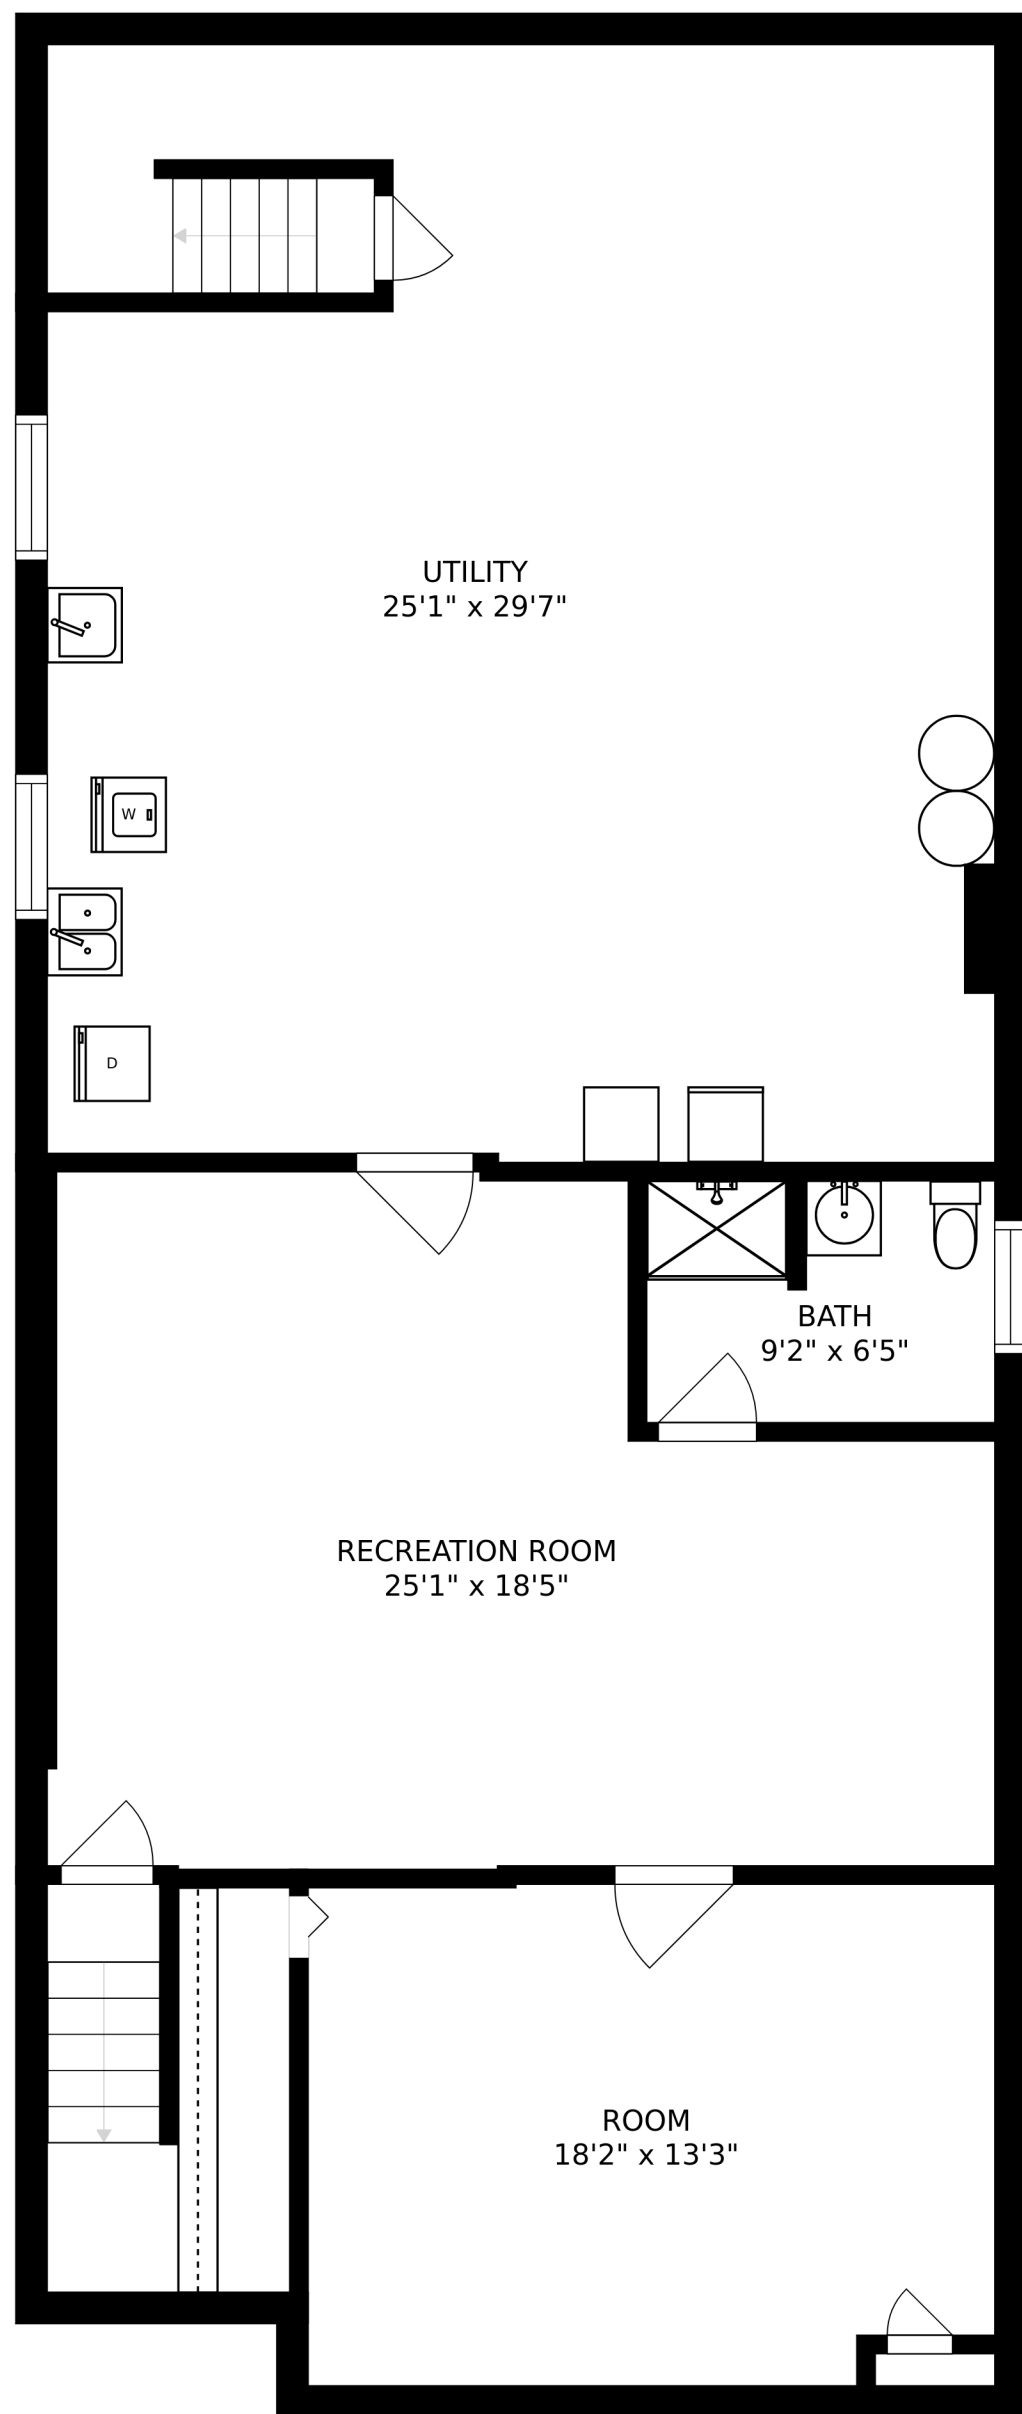 UTILITY
25'1" x 29'7"
W
D
BATH
9'2" x 6'5"
RECREATION ROOM
25'1" x 18'5"
ROOM
18'2" x 13'3"